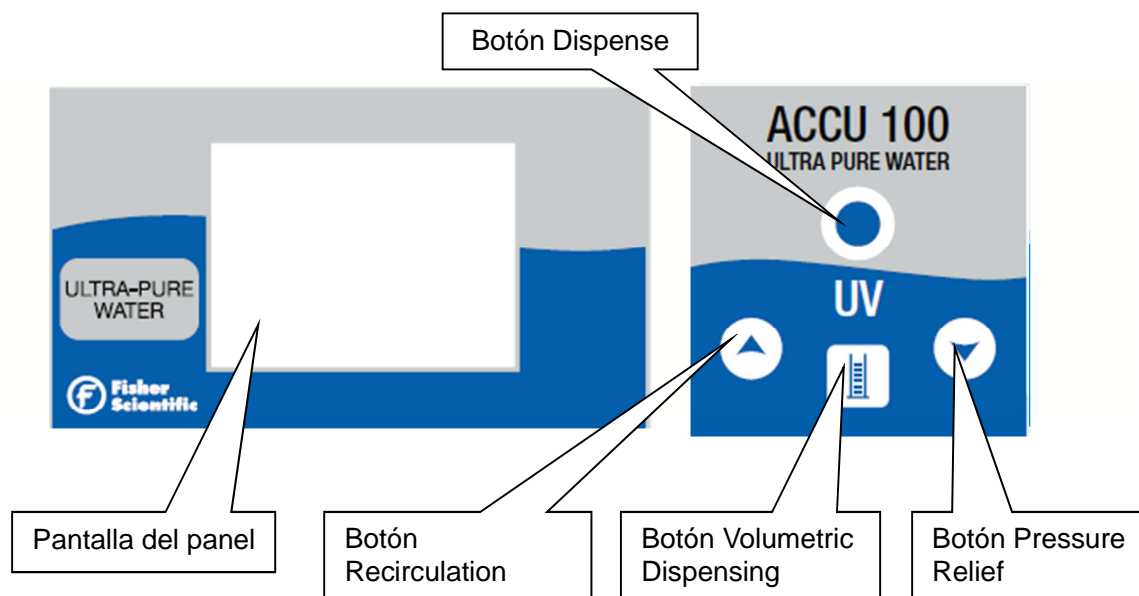 Botón Dispense
ACCU 100
ULTRA PURE WATER
ULTRA-PURE
WATER
UV
Fisher
Scientific
Pantalla del panel
Botón
Recirculation
Botón Volumetric
Dispensing
Botón Pressure
Relief